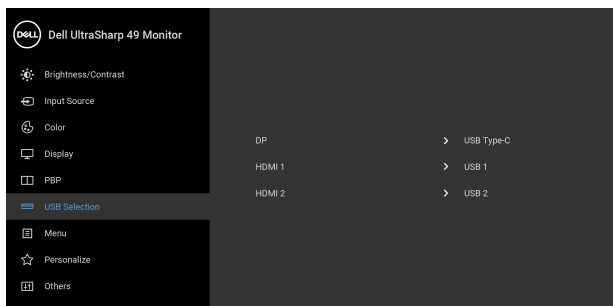 DELL Dell UltraSharp 49 Monitor
Brightness/Contrast
Input Source
Color
Display
DP USB Type-C
HDMI 1 USB 1
PBP
HDMI 2 USB 2
USB Selection
Menu
Personalize
Others